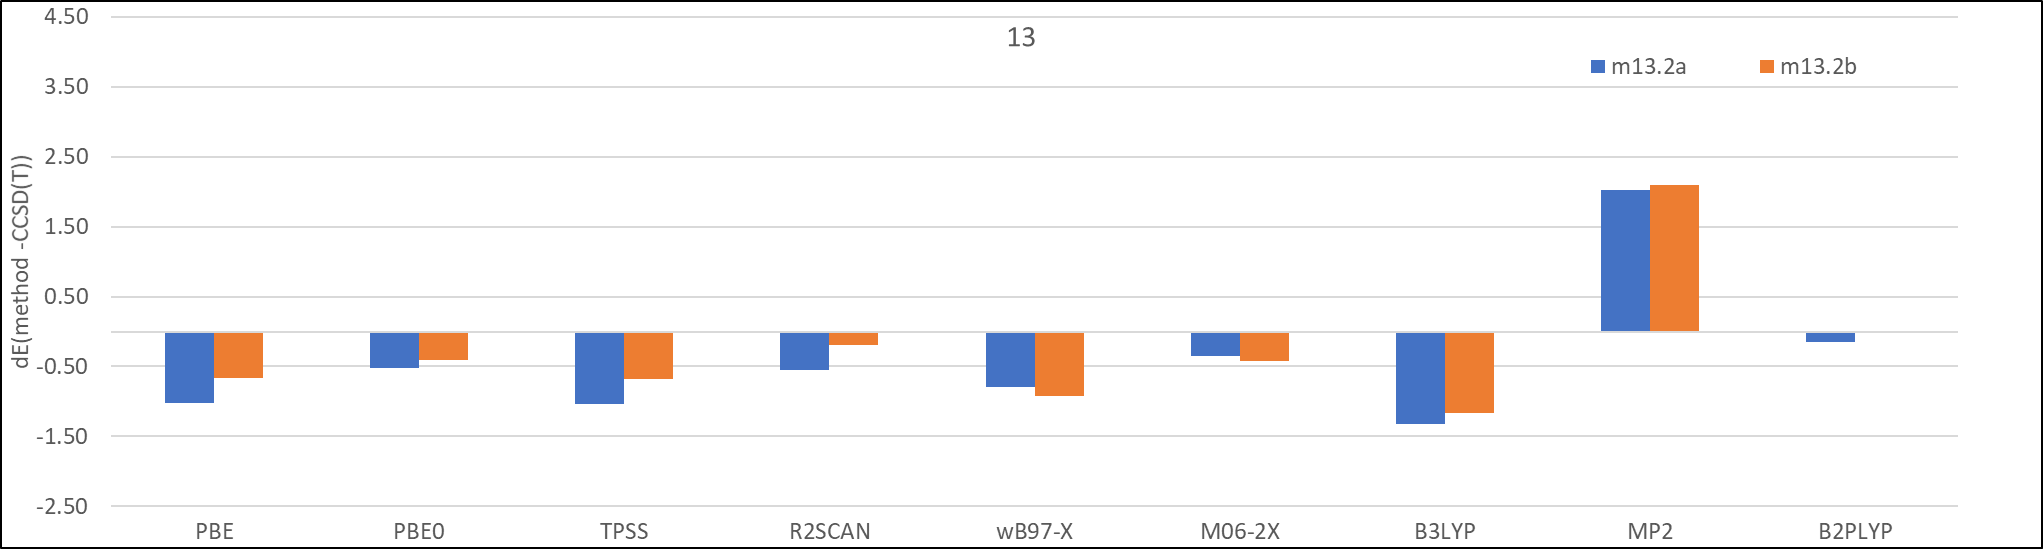 13
m13.2a
m13.2b
dE(method -CCSD(T))
4.50
3.50
2.50
1.50
0.50
-0.50
-1.50
-2.50
PBE PBE0 TPSS R2SCAN wB97-X M06-2X B3LYP MP2 B2PLYP